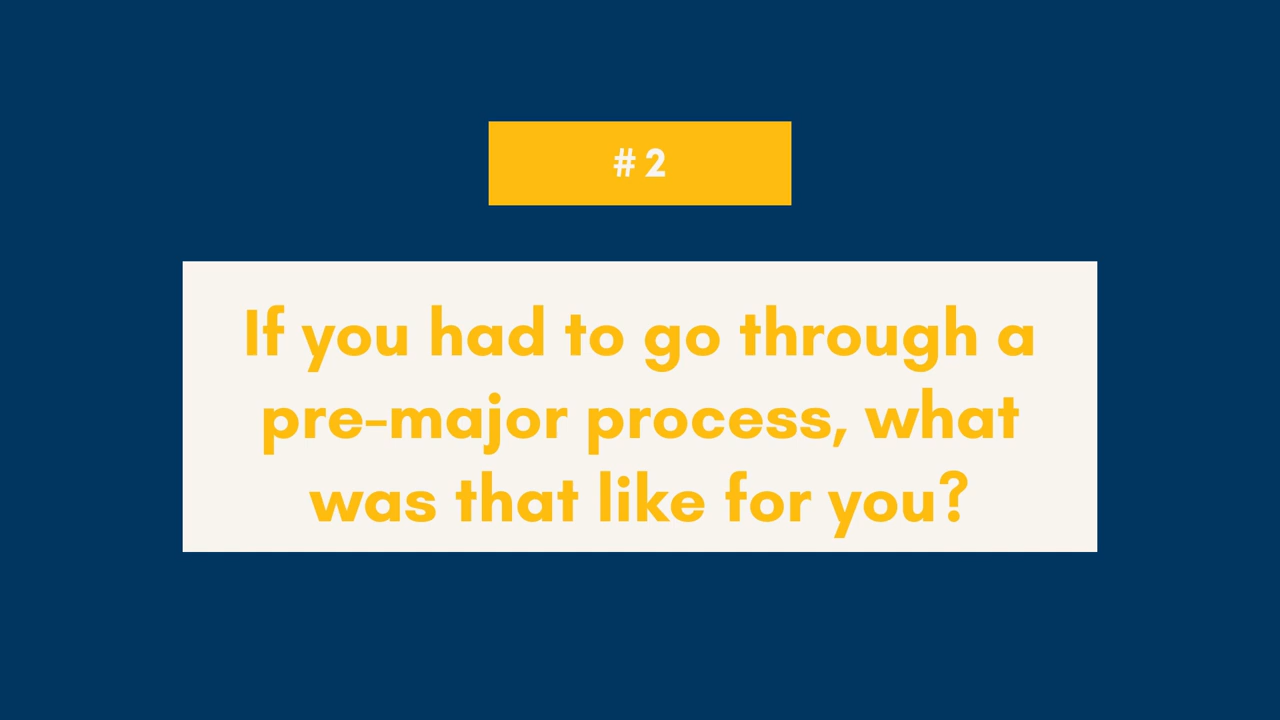 # 2
If you had to go through a
pre-major process, what
was that like for you?